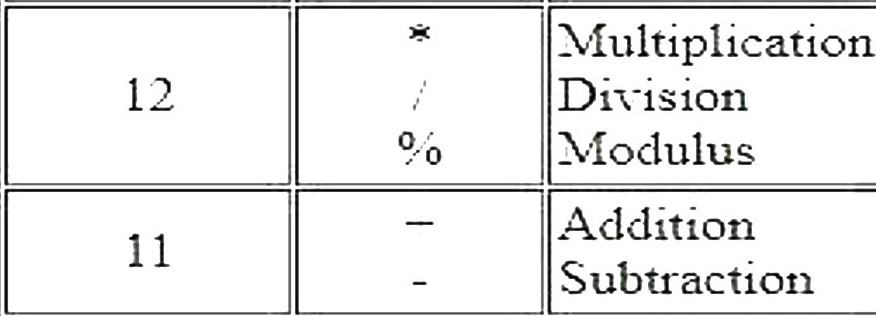 12
*
/
%
Multiplication
Division
Modulus
11
+
-
Addition
Subtraction